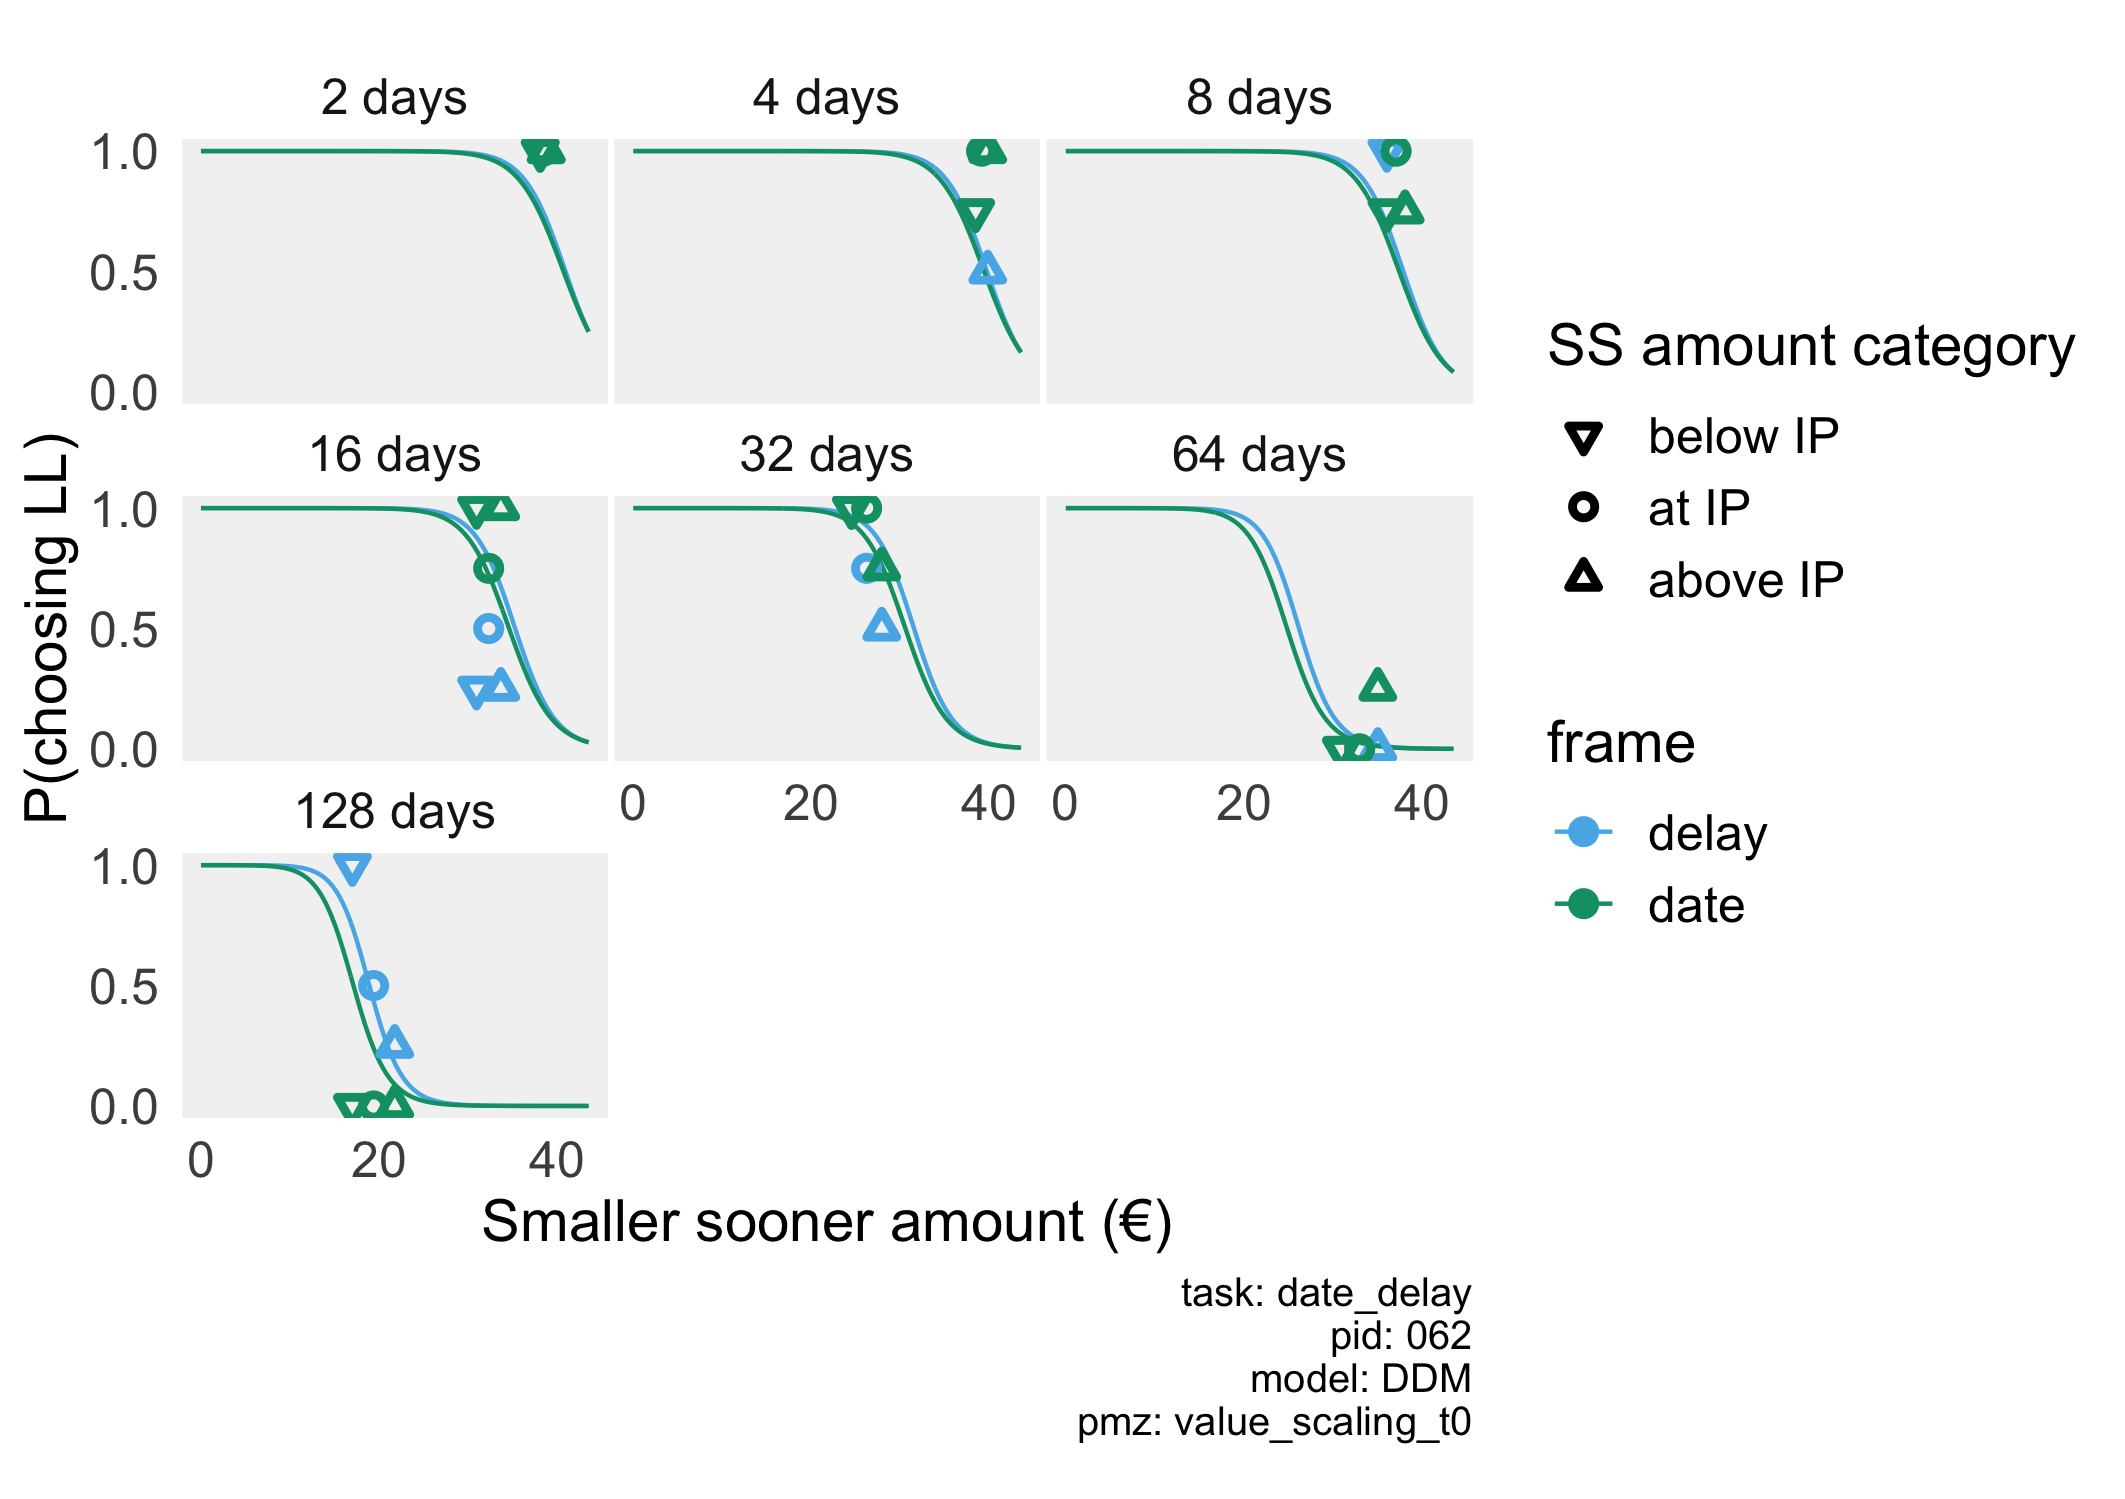 2 days
4 days
8 days
1.0
0.5
0.0
16 days
32 days
64 days
1.0
0.5
0.0
0 20 40
0 20 40
128 days
1.0
0.5
0.0
0 20 40
P(choosing LL)
Smaller sooner amount (€)
SS amount category
below IP
at IP
above IP
frame
delay
date
task: date_delay
pid: 062
model: DDM
pmz: value_scaling_t0